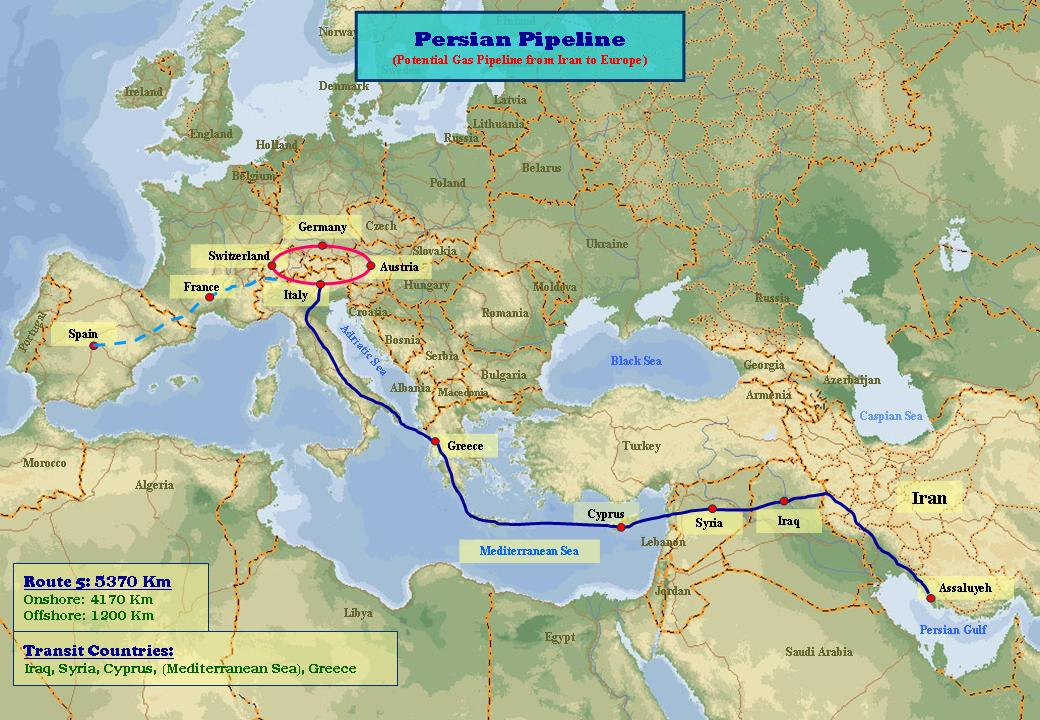 Persian Pipeline
(Potential Gas Pipeline from Iran to Europe)
Finland
Norway
Sweden
Denmark
Ireland
Latvia
Lithuania
England
Russia
Holland
Belarus
Belgium
Poland
Germany
Czech
Ukraine
Slovakia
Switzerland
Austria
France
Hungary
Moldova
Italy
Russia
Croatia
Romania
Spain
Portugal
Adriatic Sea
Bosnia
Serbia
Black Sea
Georgia
Bulgaria
Azerbaijan
Albania
Macedonia
Armenia
Caspian Sea
Greece
Turkey
Morocco
Algeria
Iran
Cyprus
Syria
Iraq
Lebanon
Mediterranean Sea
Route 5: 5370 Km
Onshore: 4170 Km
Offshore: 1200 Km
Jordan
Assaluyeh
Libya
Egypt
Persian Gulf
Saudi Arabia
Transit Countries:
Iraq, Syria, Cyprus, (Mediterranean Sea), Greece